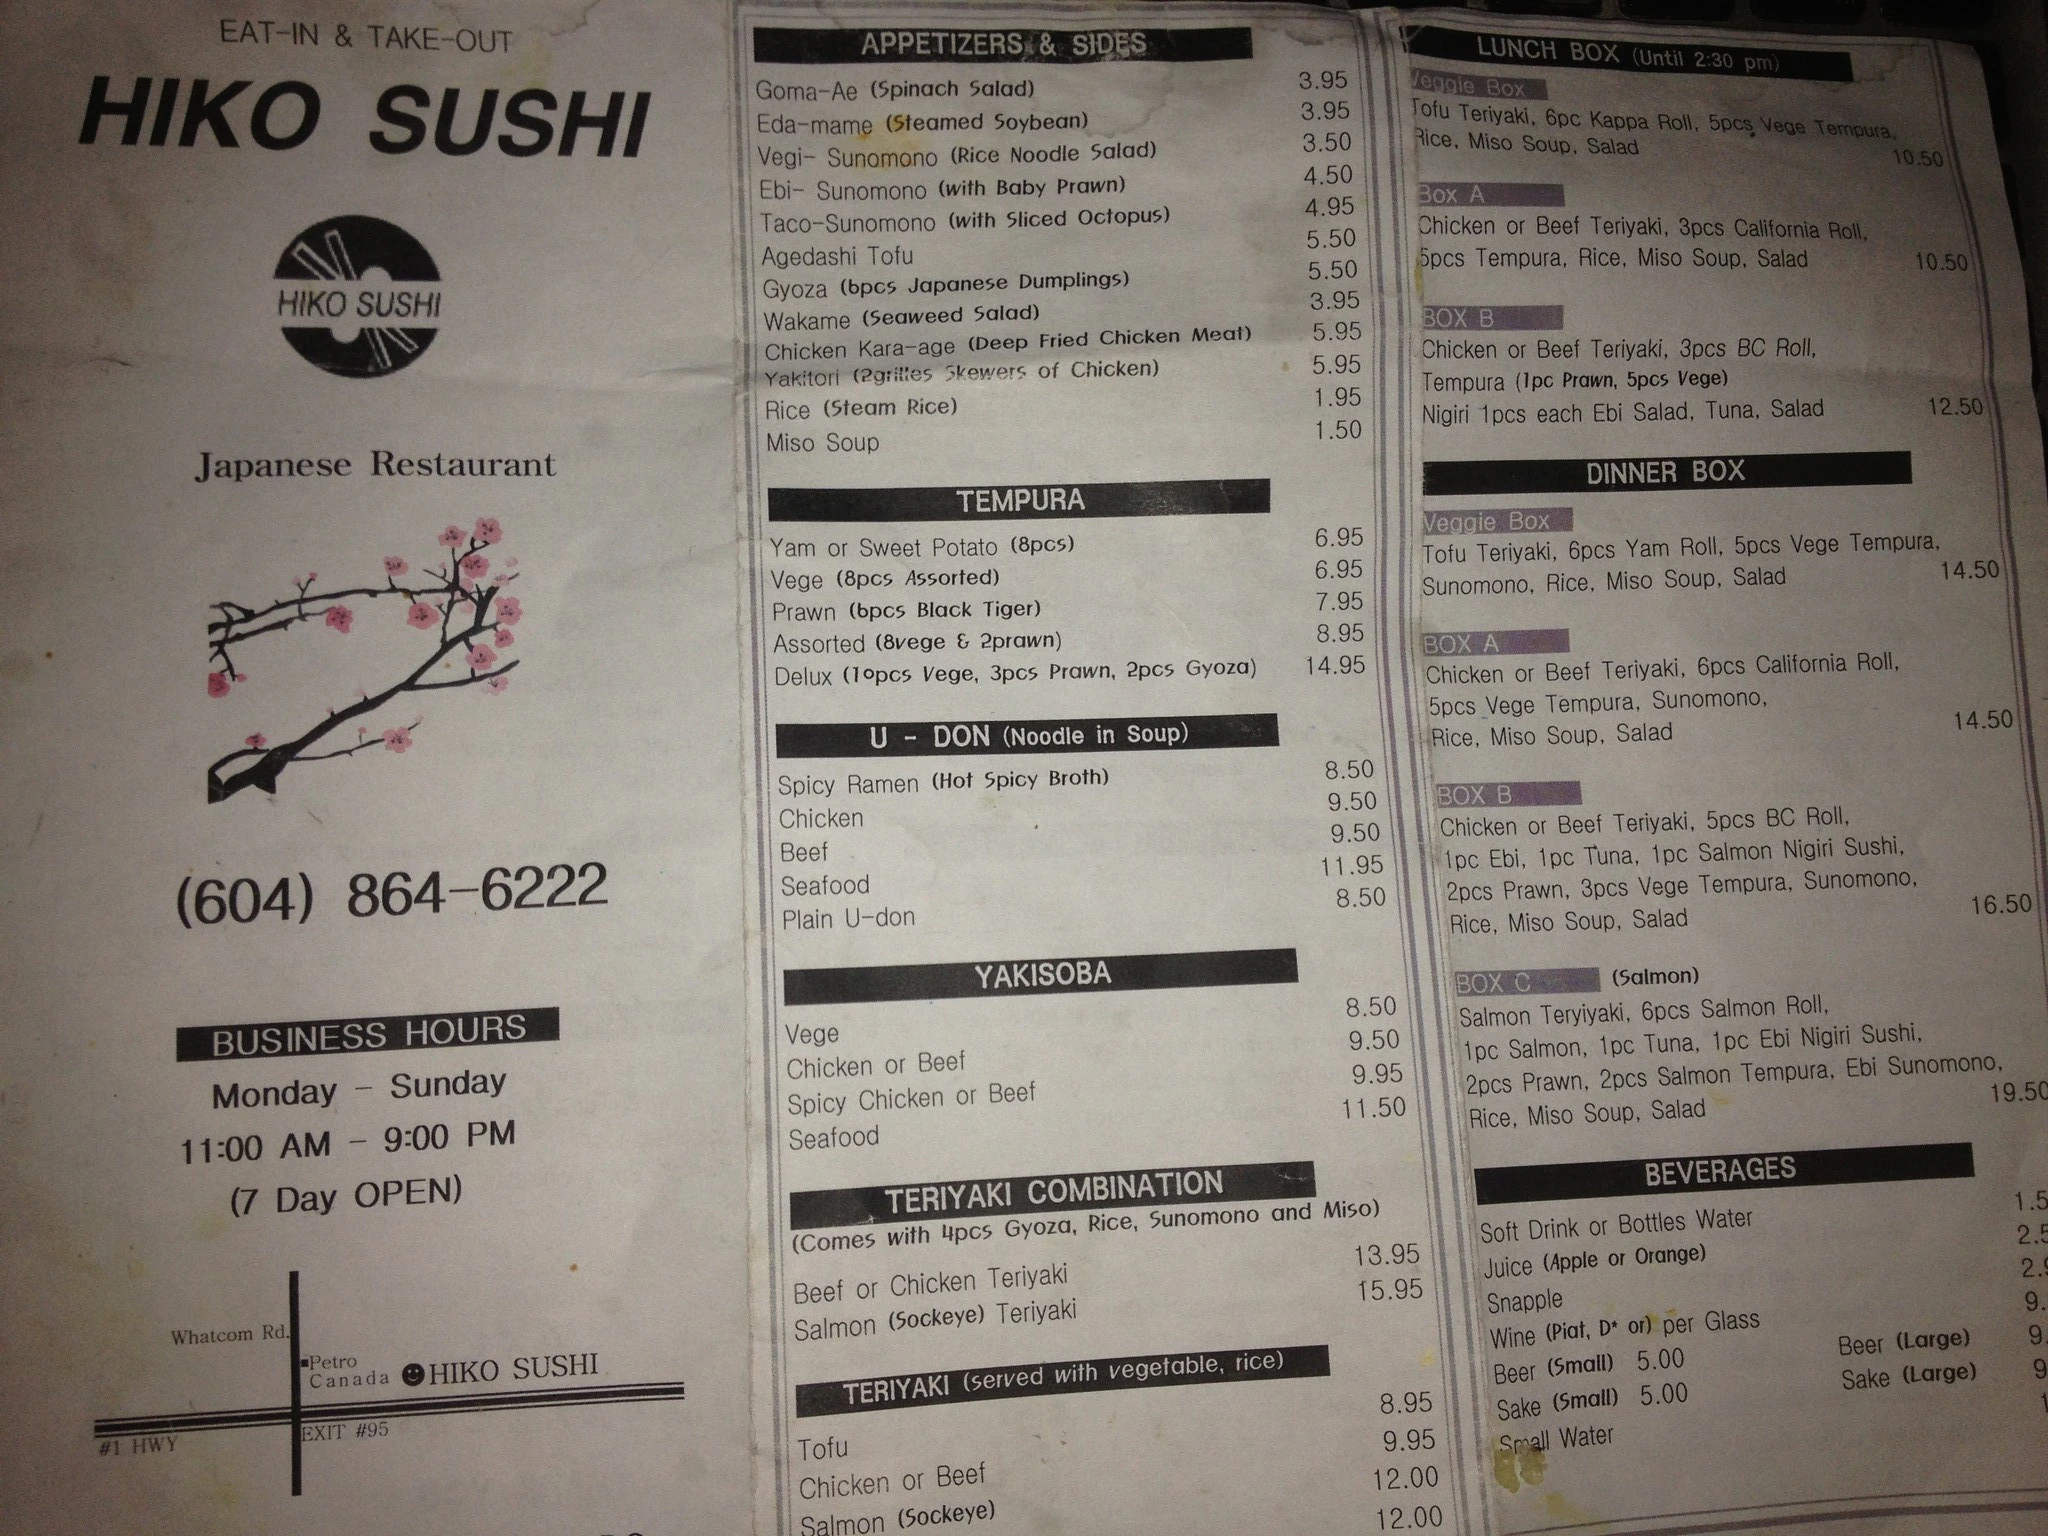 EAT-IN & TAKE-OUT
HIKO SUSHI
HIKO SUSHI
Japanese Restaurant
(604) 864-6222
BUSINESS HOURS
Monday - Sunday
11:00 AM - 9:00 PM
(7 Day OPEN)
Whatcom Rd.
Petro
Canada
HIKO SUSHI
#1 HWY
EXIT #95
APPETIZERS & SIDES
Goma-Ae (Spinach Salad) 3.95
Eda-mame (Steamed Soybean) 3.95
Vegi- Sunomono (Rice Noodle Salad) 3.50
Ebi- Sunomono (with Baby Prawn) 4.50
Taco-Sunomono (with Sliced Octopus) 4.95
Agedashi Tofu 5.50
Gyoza (6pcs Japanese Dumplings) 5.50
Wakame (Seaweed Salad) 3.95
Chicken Kara-age (Deep Fried Chicken Meat) 5.95
Yakitori (2grilles Skewers of Chicken) 5.95
Rice (Steam Rice) 1.95
Miso Soup 1.50
TEMPURA
Yam or Sweet Potato (8pcs) 6.95
Vege (8pcs Assorted) 6.95
Prawn (6pcs Black Tiger) 7.95
Assorted (8vege & 2prawn) 8.95
Delux (10pcs Vege, 3pcs Prawn, 2pcs Gyoza) 14.95
U - DON (Noodle in Soup)
Spicy Ramen (Hot Spicy Broth) 8.50
Chicken 9.50
Beef 9.50
Seafood 11.95
Plain U-don 8.50
YAKISOBA
Vege 8.50
Chicken or Beef 9.50
Spicy Chicken or Beef 9.95
Seafood 11.50
TERIYAKI COMBINATION
(Comes with 4pcs Gyoza, Rice, Sunomono and Miso)
Beef or Chicken Teriyaki 13.95
Salmon (Sockeye) Teriyaki 15.95
TERIYAKI (served with vegetable, rice)
Tofu 8.95
Chicken or Beef 9.95
Salmon (Sockeye) 12.00
12.00
LUNCH BOX (Until 2:30 pm)
Veggie Box
Tofu Teriyaki, 6pc Kappa Roll, 5pcs Vege Tempura,
Rice, Miso Soup, Salad 10.50
Box A
Chicken or Beef Teriyaki, 3pcs California Roll,
5pcs Tempura, Rice, Miso Soup, Salad 10.50
BOX B
Chicken or Beef Teriyaki, 3pcs BC Roll,
Tempura (1pc Prawn, 5pcs Vege)
Nigiri 1pcs each Ebi Salad, Tuna, Salad 12.50
DINNER BOX
Veggie Box
Tofu Teriyaki, 6pcs Yam Roll, 5pcs Vege Tempura,
Sunomono, Rice, Miso Soup, Salad 14.50
BOX A
Chicken or Beef Teriyaki, 6pcs California Roll,
5pcs Vege Tempura, Sunomono,
Rice, Miso Soup, Salad 14.50
BOX B
Chicken or Beef Teriyaki, 5pcs BC Roll,
1pc Ebi, 1pc Tuna, 1pc Salmon Nigiri Sushi,
2pcs Prawn, 3pcs Vege Tempura, Sunomono,
Rice, Miso Soup, Salad 16.50
BOX C (Salmon)
Salmon Teryiyaki, 6pcs Salmon Roll,
1pc Salmon, 1pc Tuna, 1pc Ebi Nigiri Sushi,
2pcs Prawn, 2pcs Salmon Tempura, Ebi Sunomono,
Rice, Miso Soup, Salad 19.50
BEVERAGES
Soft Drink or Bottles Water 1.5
Juice (Apple or Orange) 2.5
Snapple 2.
Wine (Piat, D* or) per Glass 9.
Beer (Small) 5.00 Beer (Large) 9.
Sake (Small) 5.00 Sake (Large) 9
Small Water